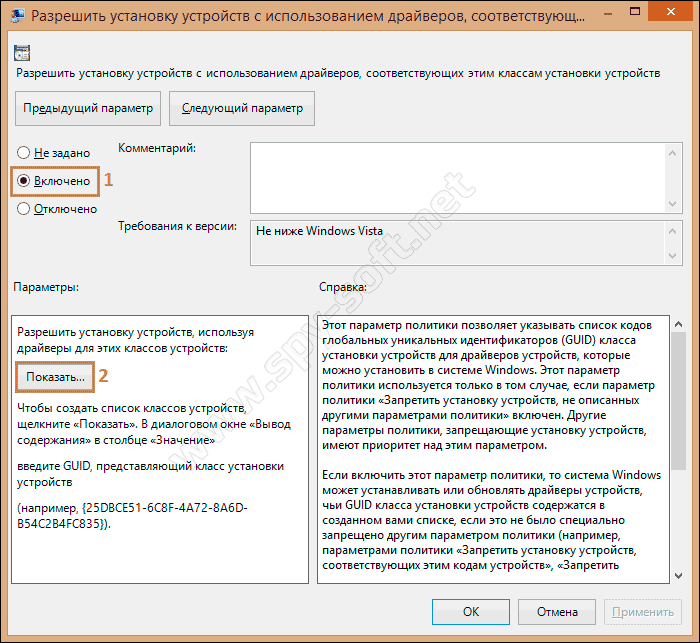 Разрешить установку устройств с использованием драйверов, соответствующ...
Разрешить установку устройств с использованием драйверов, соответствующих этим классам установки устройств
Предыдущий параметр
Следующий параметр
Не задано
Включено
1
Отключено
Комментарий:
Требования к версии:
Не ниже Windows Vista
Параметры:
Справка:
Разрешить установку устройств, используя
драйверы для этих классов устройств:
Показать...
2
Чтобы создать список классов устройств,
щелкните «Показать». В диалоговом окне «Вывод
содержания» в столбце «Значение»
введите GUID, представляющий класс установки
устройств
(например, {25DBCE51-6C8F-4A72-8A6D-
B54C2B4FC835}).
Этот параметр политики позволяет указывать список кодов
глобальных уникальных идентификаторов (GUID) класса
установки устройств для драйверов устройств, которые
можно установить в системе Windows. Этот параметр
политики используется только в том случае, если параметр
политики «Запретить установку устройств, не описанных
другими параметрами политики» включен. Другие
параметры политики, запрещающие установку устройств,
имеют приоритет над этим параметром.
Если включить этот параметр политики, то система Windows
может устанавливать или обновлять драйверы устройств,
чьи GUID класса установки устройств содержатся в
созданном вами списке, если это не было специально
запрещено другим параметром политики (например,
параметрами политики «Запретить установку устройств,
соответствующих этим кодам устройств», «Запретить
ОК
Отмена
Применить
www.spy-soft.net